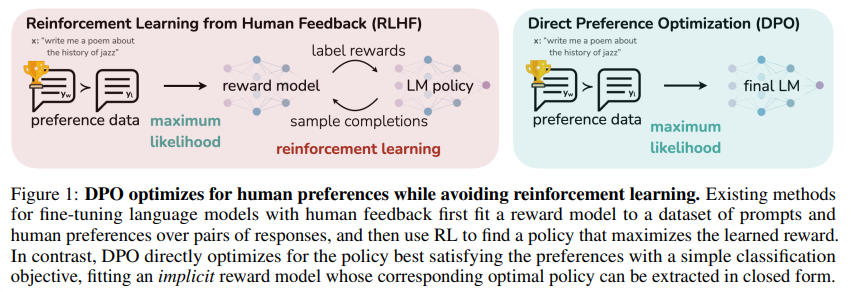 Reinforcement Learning from Human Feedback (RLHF)
x: "write me a poem about
the history of jazz"
label rewards
yw
>
yl
reward model
LM policy
preference data
maximum
likelihood
sample completions
reinforcement learning
Direct Preference Optimization (DPO)
x: "write me a poem about
the history of jazz"
yw
>
yl
final LM
preference data
maximum
likelihood
Figure 1: DPO optimizes for human preferences while avoiding reinforcement learning. Existing methods
for fine-tuning language models with human feedback first fit a reward model to a dataset of prompts and
human preferences over pairs of responses, and then use RL to find a policy that maximizes the learned reward.
In contrast, DPO directly optimizes for the policy best satisfying the preferences with a simple classification
objective, fitting an implicit reward model whose corresponding optimal policy can be extracted in closed form.